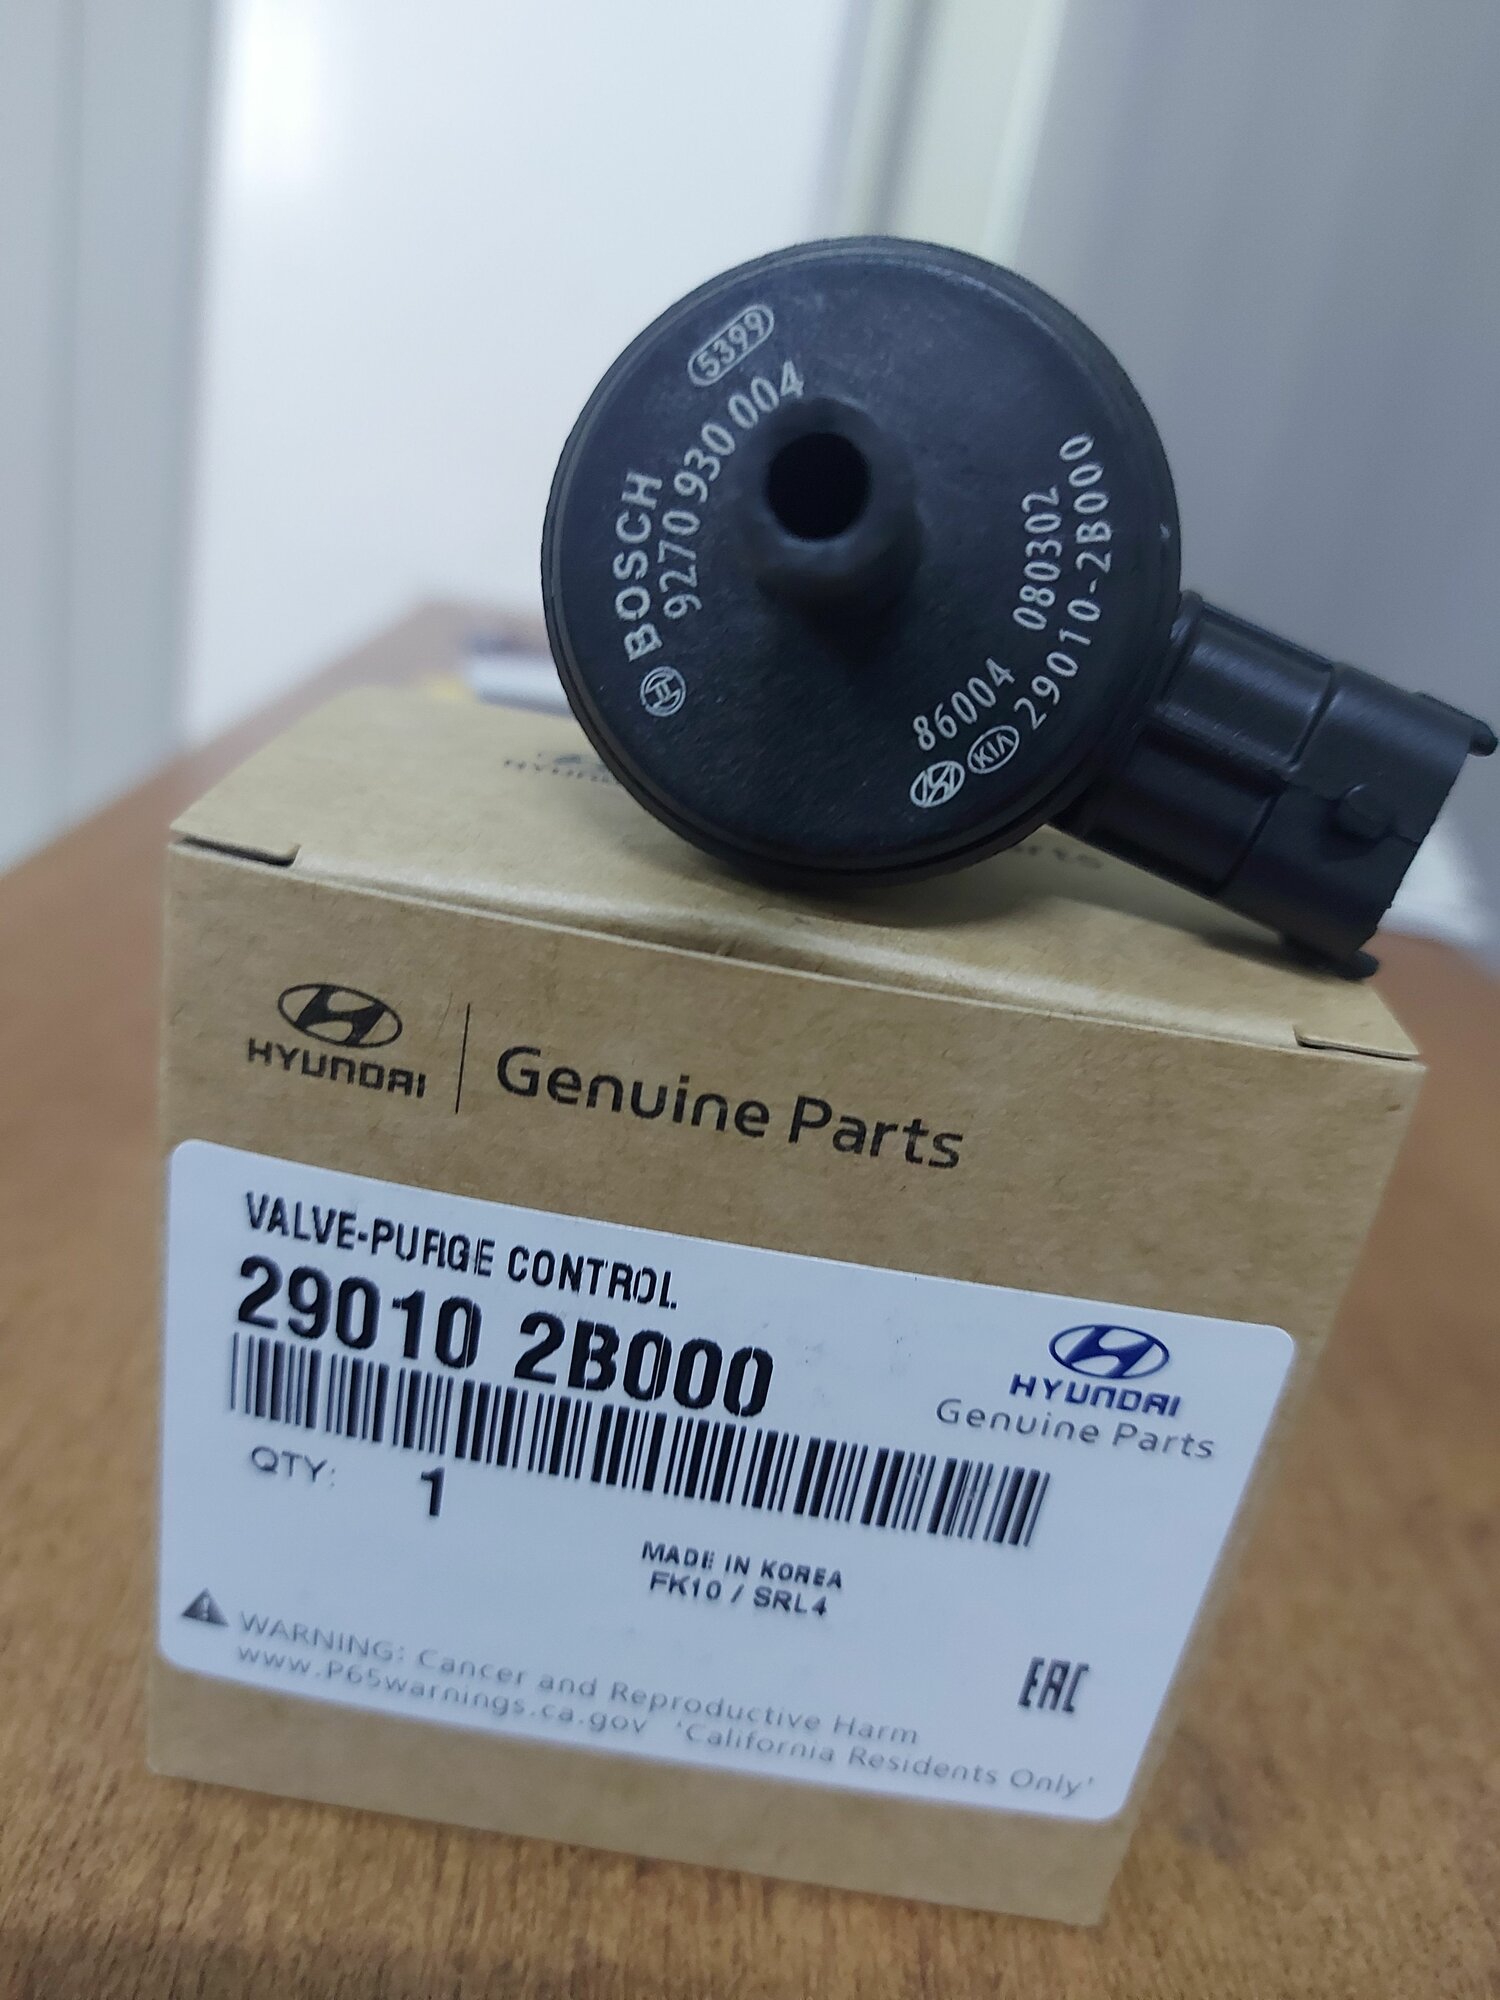 5399
BOSCH
9270 930 004
86004 080302
KIA 29010-2B000
HYUNDAI
Genuine Parts
VALVE-PURGE CONTROL
29010 2B000
HYUNDAI
Genuine Parts
QTY: 1
MADE IN KOREA
FK10 / SRL4
WARNING: Cancer and Reproductive Harm
www.P65warnings.ca.gov 'California Residents Only'
EAC